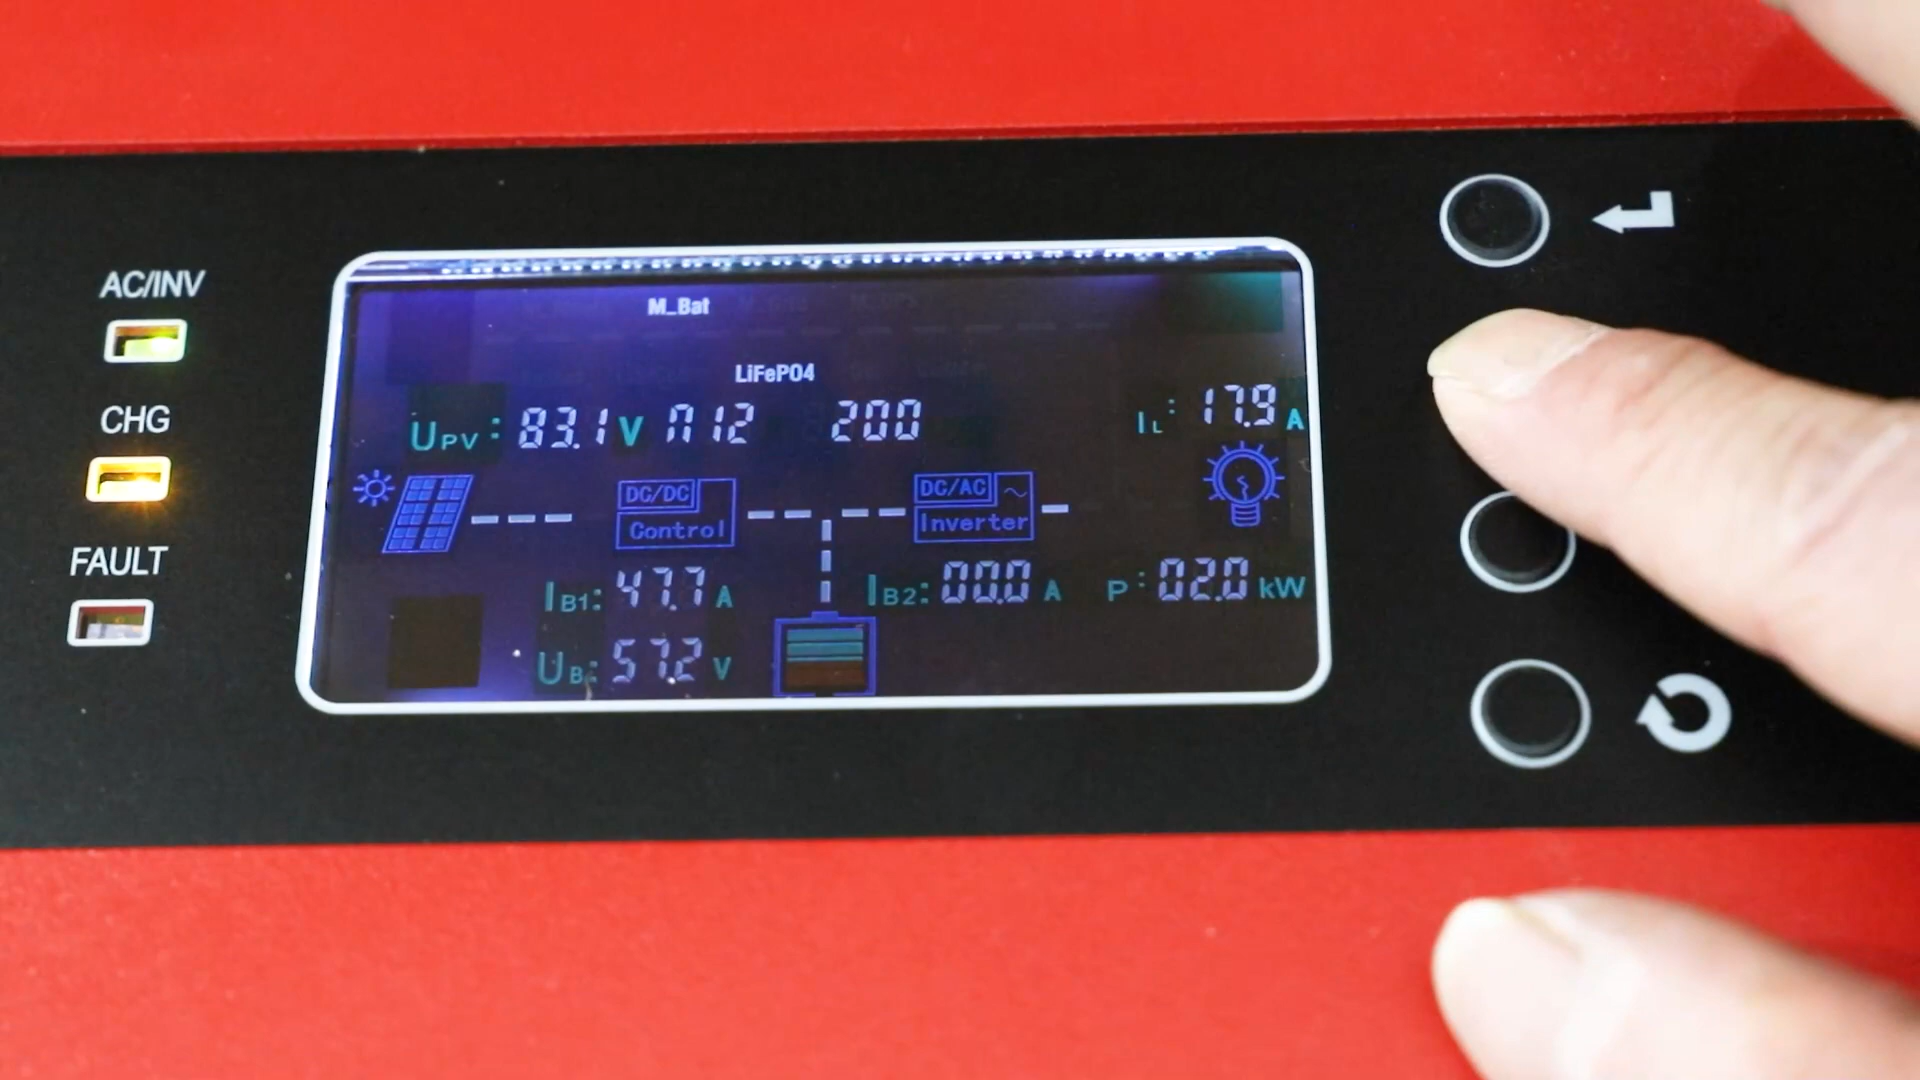 AC/INV
CHG
FAULT
M_Bat
LiFePO4
UPV: 83.1V П12 200
IL: 17.9A
DC/DC
Control
DC/AC
Inverter
IB1: 47.7A
IB2: 00.0A
P: 02.0kW
UB: 57.2V